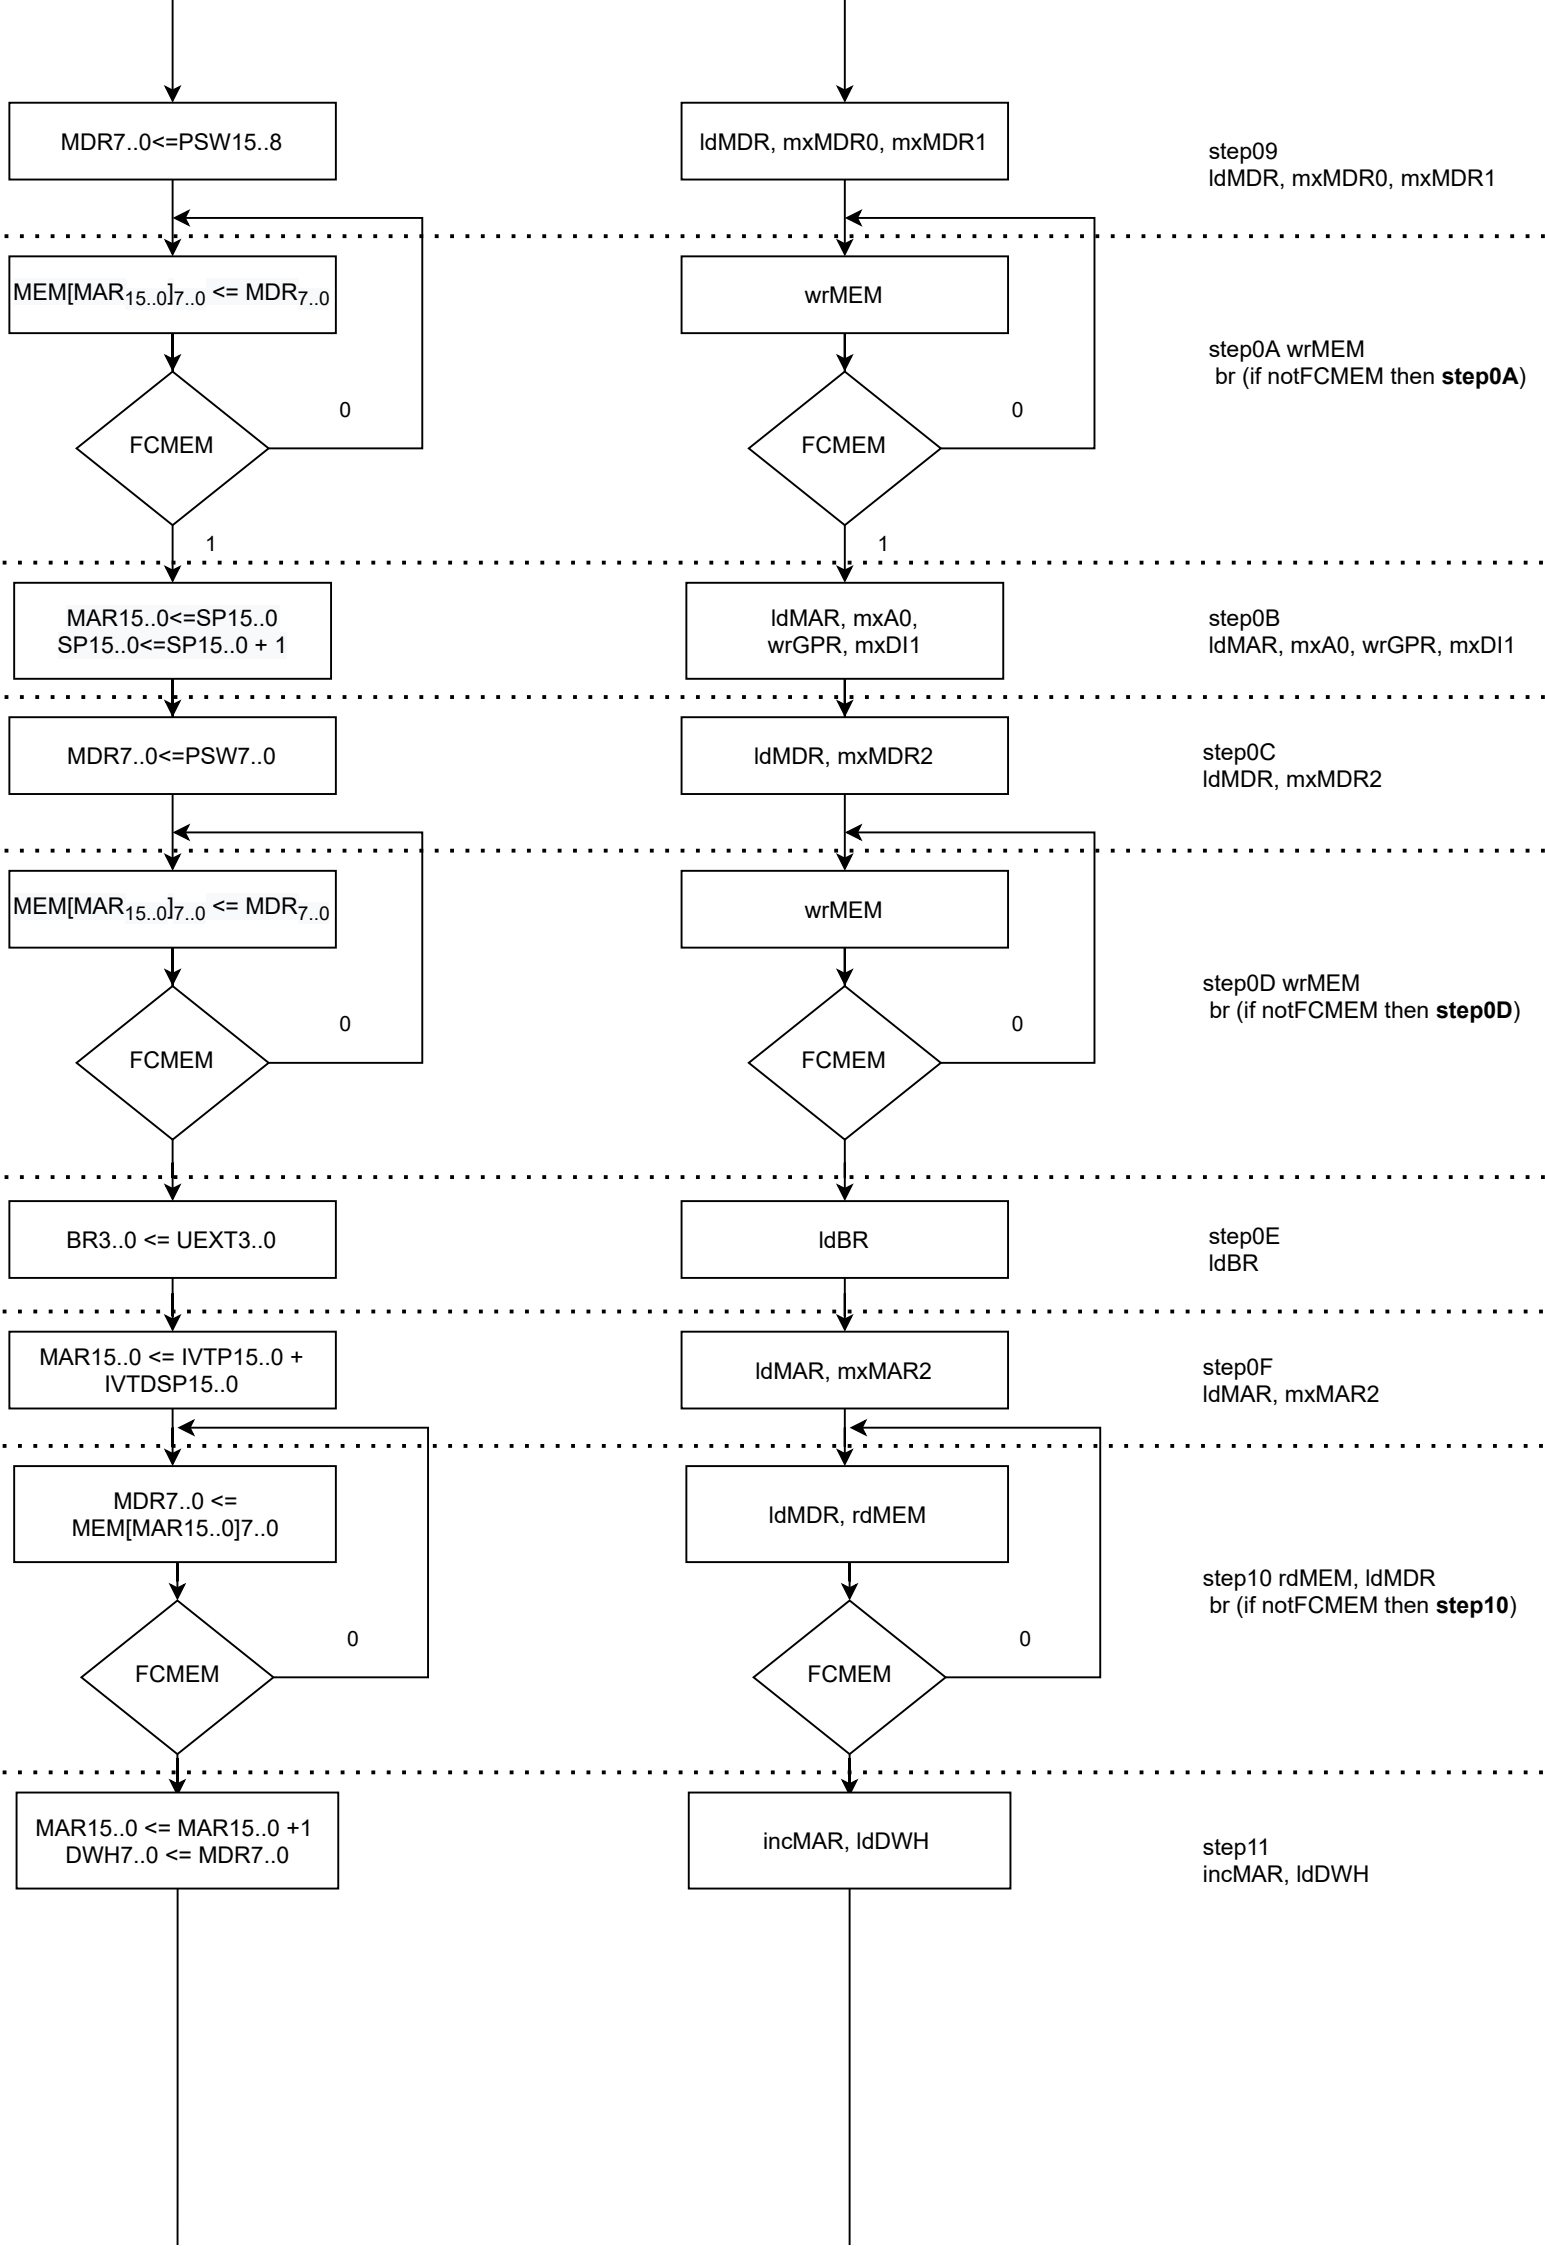 MDR7..0<=PSW15..8
ldMDR, mxMDR0, mxMDR1
step09
ldMDR, mxMDR0, mxMDR1
MEM[MAR15..0]7..0 <= MDR7..0
wrMEM
step0A wrMEM
br (if notFCMEM then step0A)
0
0
FCMEM
FCMEM
1
1
MAR15..0<=SP15..0
SP15..0<=SP15..0 + 1
ldMAR, mxA0,
wrGPR, mxDI1
step0B
ldMAR, mxA0, wrGPR, mxDI1
MDR7..0<=PSW7..0
ldMDR, mxMDR2
step0C
ldMDR, mxMDR2
MEM[MAR15..0]7..0 <= MDR7..0
wrMEM
step0D wrMEM
br (if notFCMEM then step0D)
0
0
FCMEM
FCMEM
BR3..0 <= UEXT3..0
ldBR
step0E
ldBR
MAR15..0 <= IVTP15..0 +
IVTDSP15..0
ldMAR, mxMAR2
step0F
ldMAR, mxMAR2
MDR7..0 <=
MEM[MAR15..0]7..0
ldMDR, rdMEM
step10 rdMEM, ldMDR
br (if notFCMEM then step10)
0
0
FCMEM
FCMEM
MAR15..0 <= MAR15..0 +1
DWH7..0 <= MDR7..0
incMAR, ldDWH
step11
incMAR, ldDWH